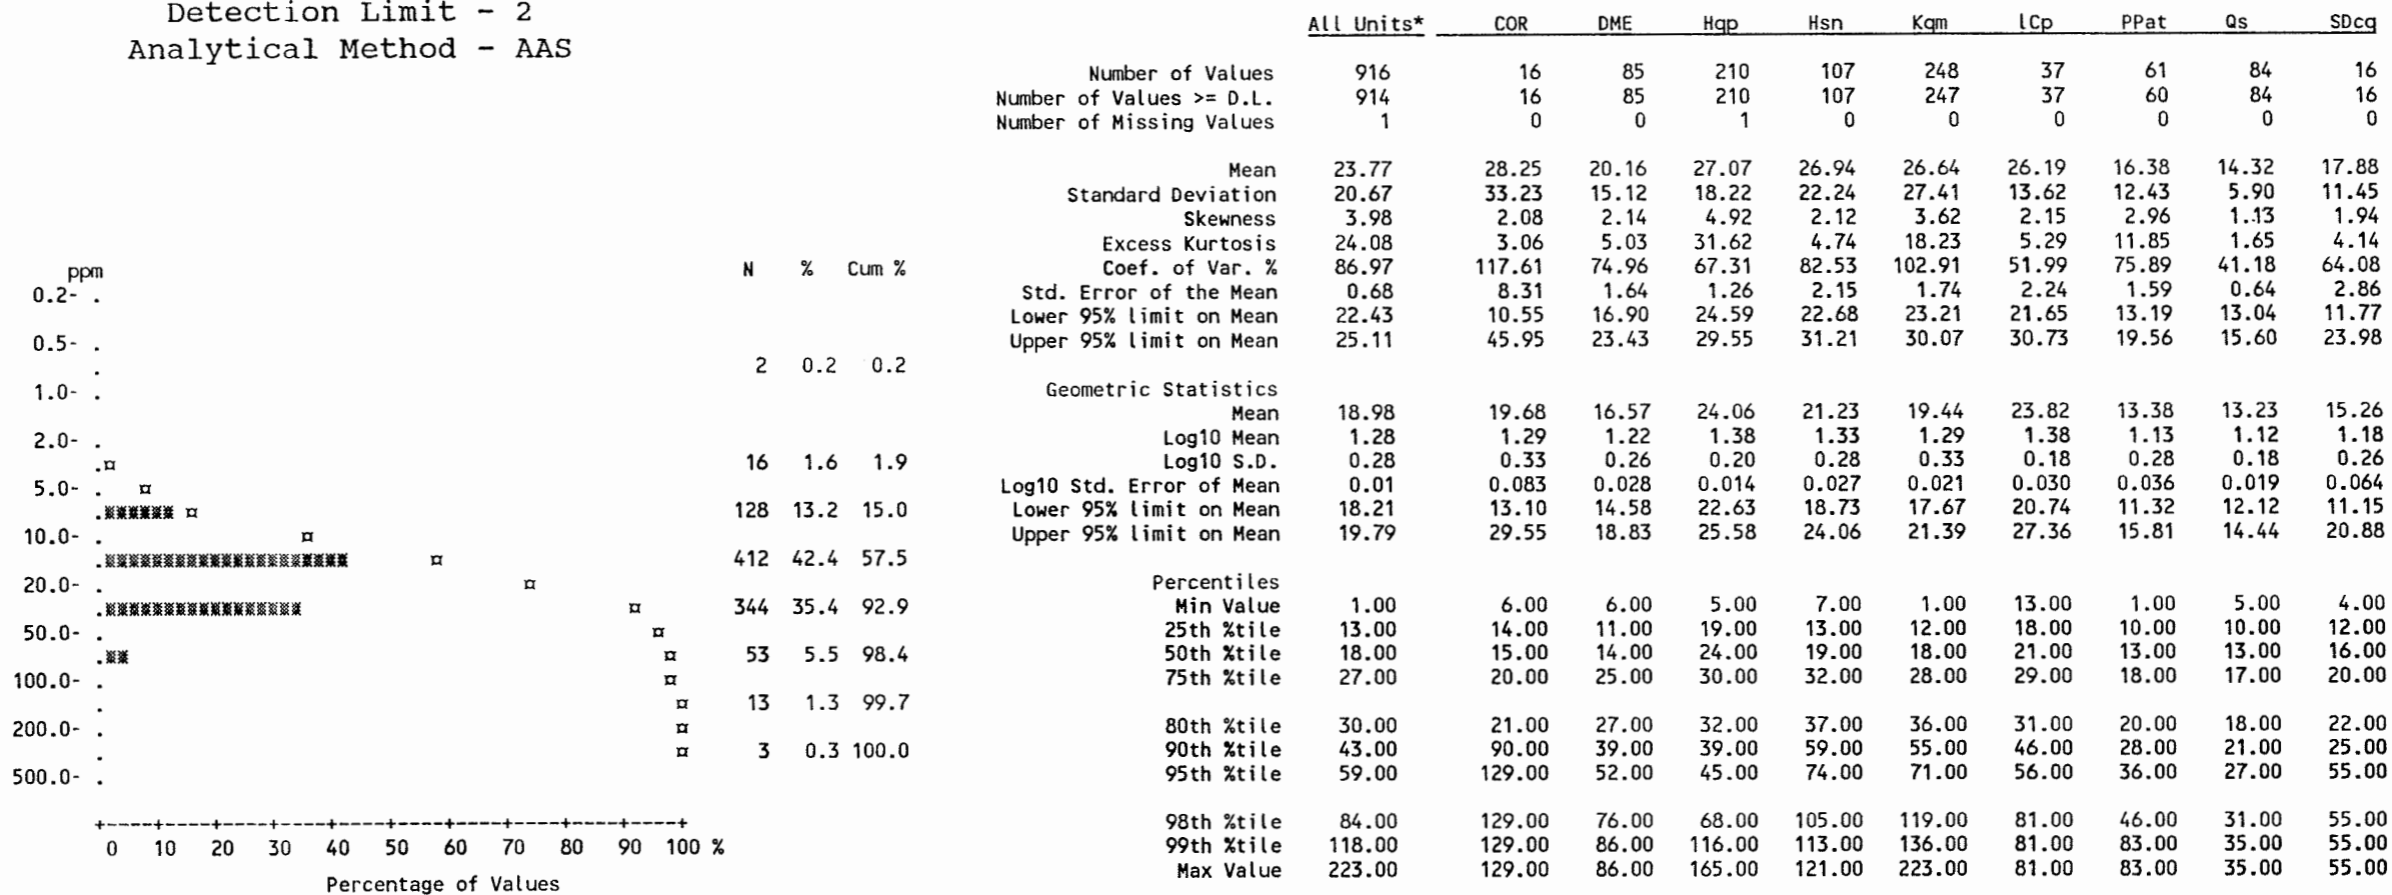 Detection Limit - 2
Analytical Method - AAS
ppm N % Cum %
0.2-
0.5-
2 0.2 0.2
1.0-
2.0-
16 1.6 1.9
5.0-
128 13.2 15.0
10.0-
412 42.4 57.5
20.0-
344 35.4 92.9
50.0-
53 5.5 98.4
100.0-
13 1.3 99.7
200.0-
3 0.3 100.0
500.0-
0 10 20 30 40 50 60 70 80 90 100 %
Percentage of Values
All Units* COR DME Hqp Hsn Kqm lCp PPat Qs SDcq
Number of Values 916 16 85 210 107 248 37 61 84 16
Number of Values >= D.L. 914 16 85 210 107 247 37 60 84 16
Number of Missing Values 1 0 0 1 0 0 0 0 0 0
Mean 23.77 28.25 20.16 27.07 26.94 26.64 26.19 16.38 14.32 17.88
Standard Deviation 20.67 33.23 15.12 18.22 22.24 27.41 13.62 12.43 5.90 11.45
Skewness 3.98 2.08 2.14 4.92 2.12 3.62 2.15 2.96 1.13 1.94
Excess Kurtosis 24.08 3.06 5.03 31.62 4.74 18.23 5.29 11.85 1.65 4.14
Coef. of Var. % 86.97 117.61 74.96 67.31 82.53 102.91 51.99 75.89 41.18 64.08
Std. Error of the Mean 0.68 8.31 1.64 1.26 2.15 1.74 2.24 1.59 0.64 2.86
Lower 95% limit on Mean 22.43 10.55 16.90 24.59 22.68 23.21 21.65 13.19 13.04 11.77
Upper 95% limit on Mean 25.11 45.95 23.43 29.55 31.21 30.07 30.73 19.56 15.60 23.98
Geometric Statistics
Mean 18.98 19.68 16.57 24.06 21.23 19.44 23.82 13.38 13.23 15.26
Log10 Mean 1.28 1.29 1.22 1.38 1.33 1.29 1.38 1.13 1.12 1.18
Log10 S.D. 0.28 0.33 0.26 0.20 0.28 0.33 0.18 0.28 0.18 0.26
Log10 Std. Error of Mean 0.01 0.083 0.028 0.014 0.027 0.021 0.030 0.036 0.019 0.064
Lower 95% limit on Mean 18.21 13.10 14.58 22.63 18.73 17.67 20.74 11.32 12.12 11.15
Upper 95% limit on Mean 19.79 29.55 18.83 25.58 24.06 21.39 27.36 15.81 14.44 20.88
Percentiles
Min Value 1.00 6.00 6.00 5.00 7.00 1.00 13.00 1.00 5.00 4.00
25th %tile 13.00 14.00 11.00 19.00 13.00 12.00 18.00 10.00 10.00 12.00
50th %tile 18.00 15.00 14.00 24.00 19.00 18.00 21.00 13.00 13.00 16.00
75th %tile 27.00 20.00 25.00 30.00 32.00 28.00 29.00 18.00 17.00 20.00
80th %tile 30.00 21.00 27.00 32.00 37.00 36.00 31.00 20.00 18.00 22.00
90th %tile 43.00 90.00 39.00 39.00 59.00 55.00 46.00 28.00 21.00 25.00
95th %tile 59.00 129.00 52.00 45.00 74.00 71.00 56.00 36.00 27.00 55.00
98th %tile 84.00 129.00 76.00 68.00 105.00 119.00 81.00 46.00 31.00 55.00
99th %tile 118.00 129.00 86.00 116.00 113.00 136.00 81.00 83.00 35.00 55.00
Max Value 223.00 129.00 86.00 165.00 121.00 223.00 81.00 83.00 35.00 55.00